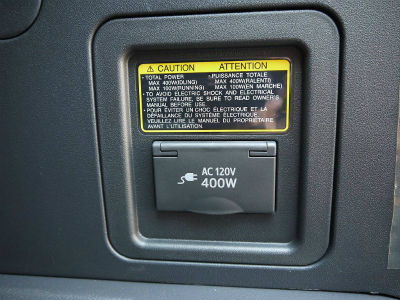 CAUTION ATTENTION
• TOTAL POWER • PUISSANCE TOTALE
MAX 400W(IDLING) MAX 400W(RALENTI)
MAX 100W(RUNNING) MAX 100W(EN MARCHE)
• TO AVOID ELECTRIC SHOCK AND ELECTRICAL
SYSTEM FAILURE, BE SURE TO READ OWNER'S
MANUAL BEFORE USE.
• POUR ÉVITER UN CHOC ÉLECTRIQUE ET LA
DÉFAILLANCE DU SYSTÈME ÉLECTRIQUE,
VEUILLEZ LIRE LE MANUEL DU PROPRIÉTAIRE
AVANT L'UTILISATION.
AC 120V
400W